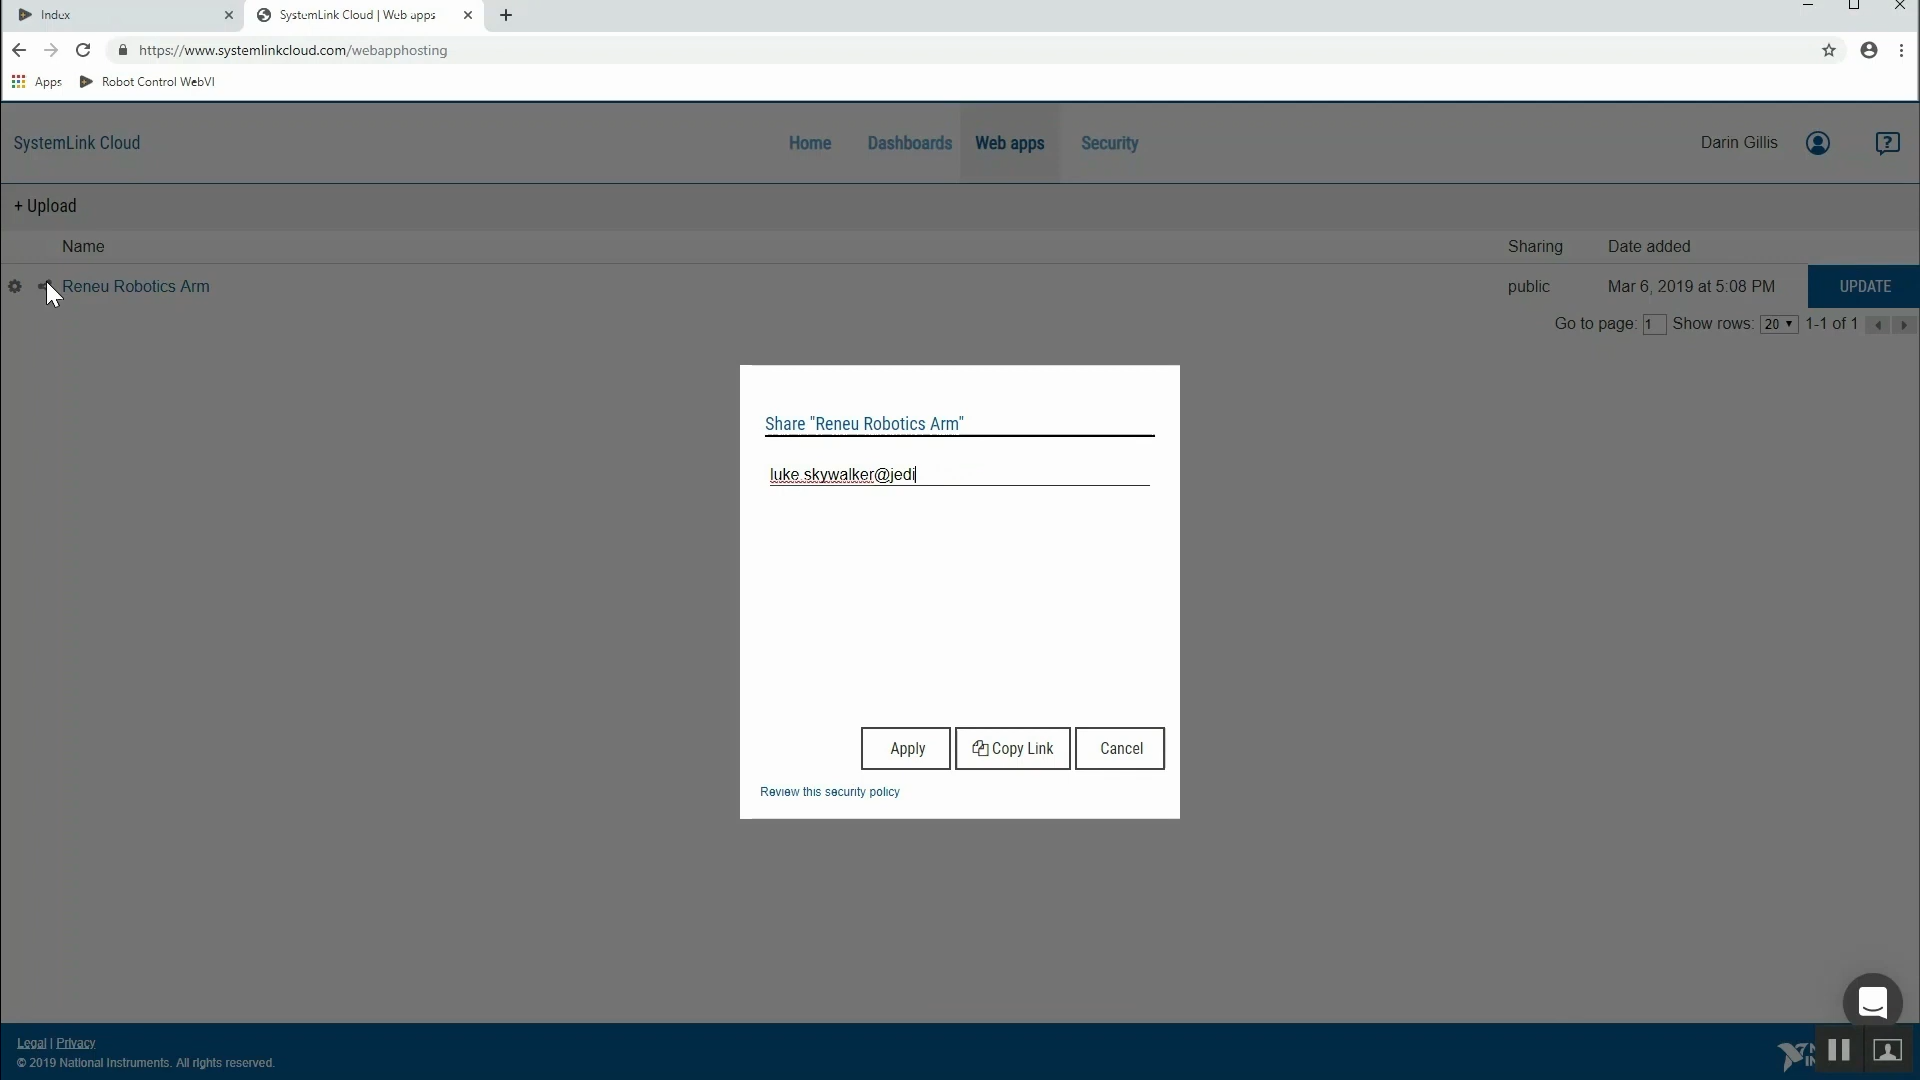 Index
SystemLink Cloud | Web apps
https://www.systemlinkcloud.com/webapphosting
Apps
Robot Control WebVI
SystemLink Cloud
Home
Dashboards
Web apps
Security
Darin Gillis
?
+ Upload
Name
Sharing
Date added
Reneu Robotics Arm
public
Mar 6, 2019 at 5:08 PM
UPDATE
Go to page: 1 Show rows: 20 1-1 of 1
Share "Reneu Robotics Arm"
luke.skywalker@jedi
Apply
Copy Link
Cancel
Review this security policy
Legal | Privacy
© 2019 National Instruments. All rights reserved.